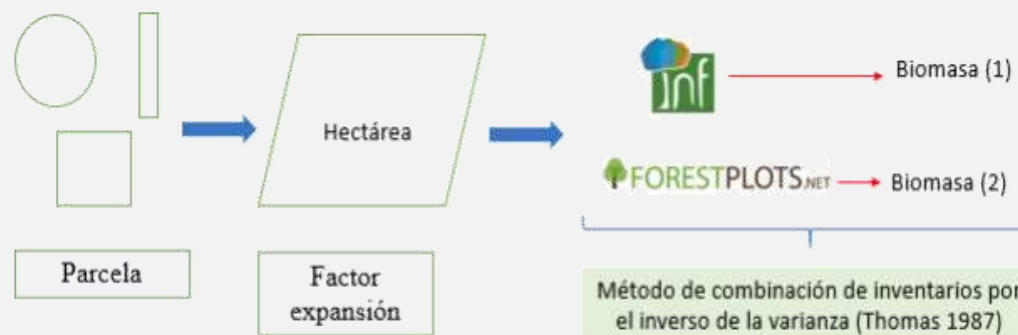 Hectárea
Inf
Biomasa (1)
FORESTPLOTS.NET
Biomasa (2)
Parcela
Factor
expansión
Método de combinación de inventarios por
el inverso de la varianza (Thomas 1987)